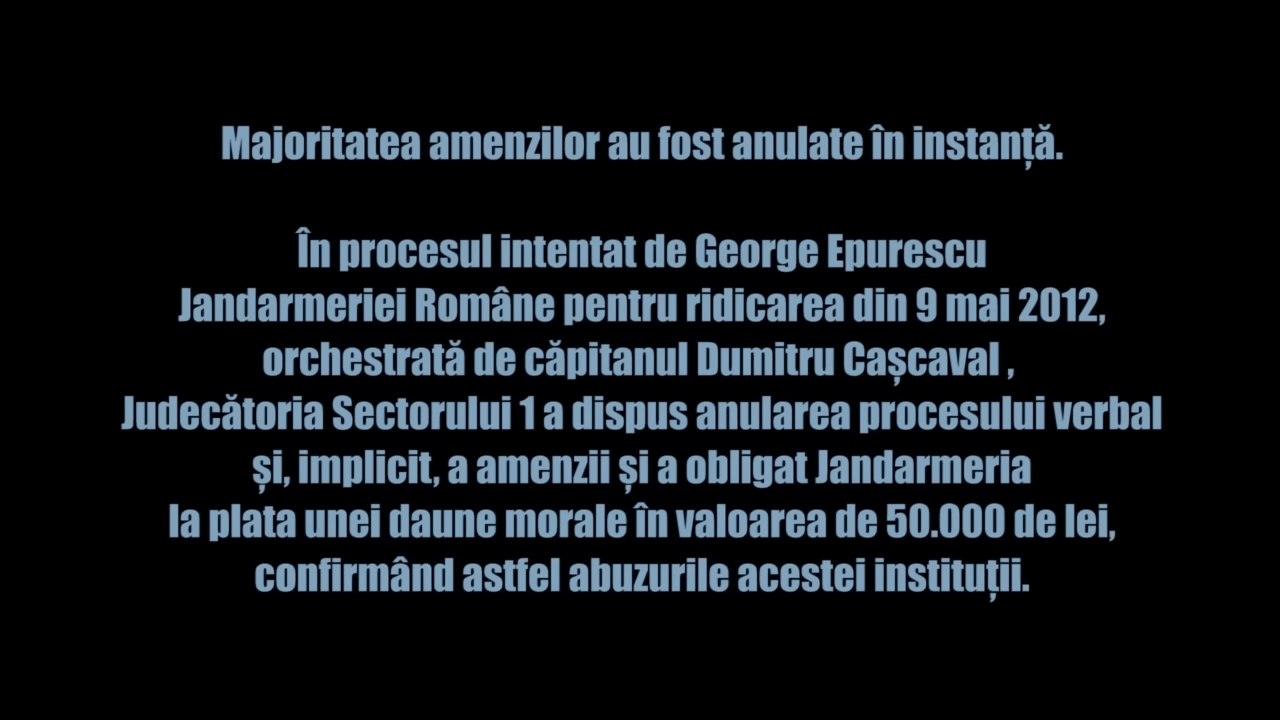 Majoritatea amenzilor au fost anulate în instanță.
În procesul intentat de George Epurescu
Jandarmeriei Române pentru ridicarea din 9 mai 2012,
orchestrată de căpitanul Dumitru Cașcaval ,
Judecătoria Sectorului 1 a dispus anularea procesului verbal
și, implicit, a amenzii și a obligat Jandarmeria
la plata unei daune morale în valoarea de 50.000 de lei,
confirmând astfel abuzurile acestei instituții.